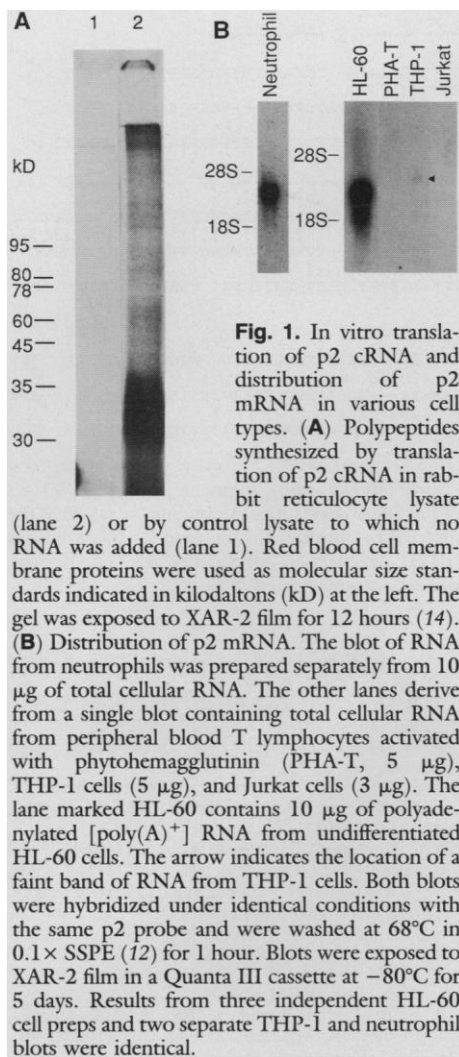 A
1 2
B
Neutrophil
HL-60
PHA-T
THP-1
Jurkat
kD
95
80
78
60
45
35
30
28S
18S
28S
18S
Fig. 1. In vitro transla-
tion of p2 cRNA and
distribution of p2
mRNA in various cell
types. (A) Polypeptides
synthesized by transla-
tion of p2 cRNA in rab-
bit reticulocyte lysate
(lane 2) or by control lysate to which no
RNA was added (lane 1). Red blood cell mem-
brane proteins were used as molecular size stan-
dards indicated in kilodaltons (kD) at the left. The
gel was exposed to XAR-2 film for 12 hours (14).
(B) Distribution of p2 mRNA. The blot of RNA
from neutrophils was prepared separately from 10
μg of total cellular RNA. The other lanes derive
from a single blot containing total cellular RNA
from peripheral blood T lymphocytes activated
with phytohemagglutinin (PHA-T, 5 μg),
THP-1 cells (5 μg), and Jurkat cells (3 μg). The
lane marked HL-60 contains 10 μg of polyade-
nylated [poly(A)⁺] RNA from undifferentiated
HL-60 cells. The arrow indicates the location of a
faint band of RNA from THP-1 cells. Both blots
were hybridized under identical conditions with
the same p2 probe and were washed at 68°C in
0.1× SSPE (12) for 1 hour. Blots were exposed to
XAR-2 film in a Quanta III cassette at −80°C for
5 days. Results from three independent HL-60
cell preps and two separate THP-1 and neutrophil
blots were identical.